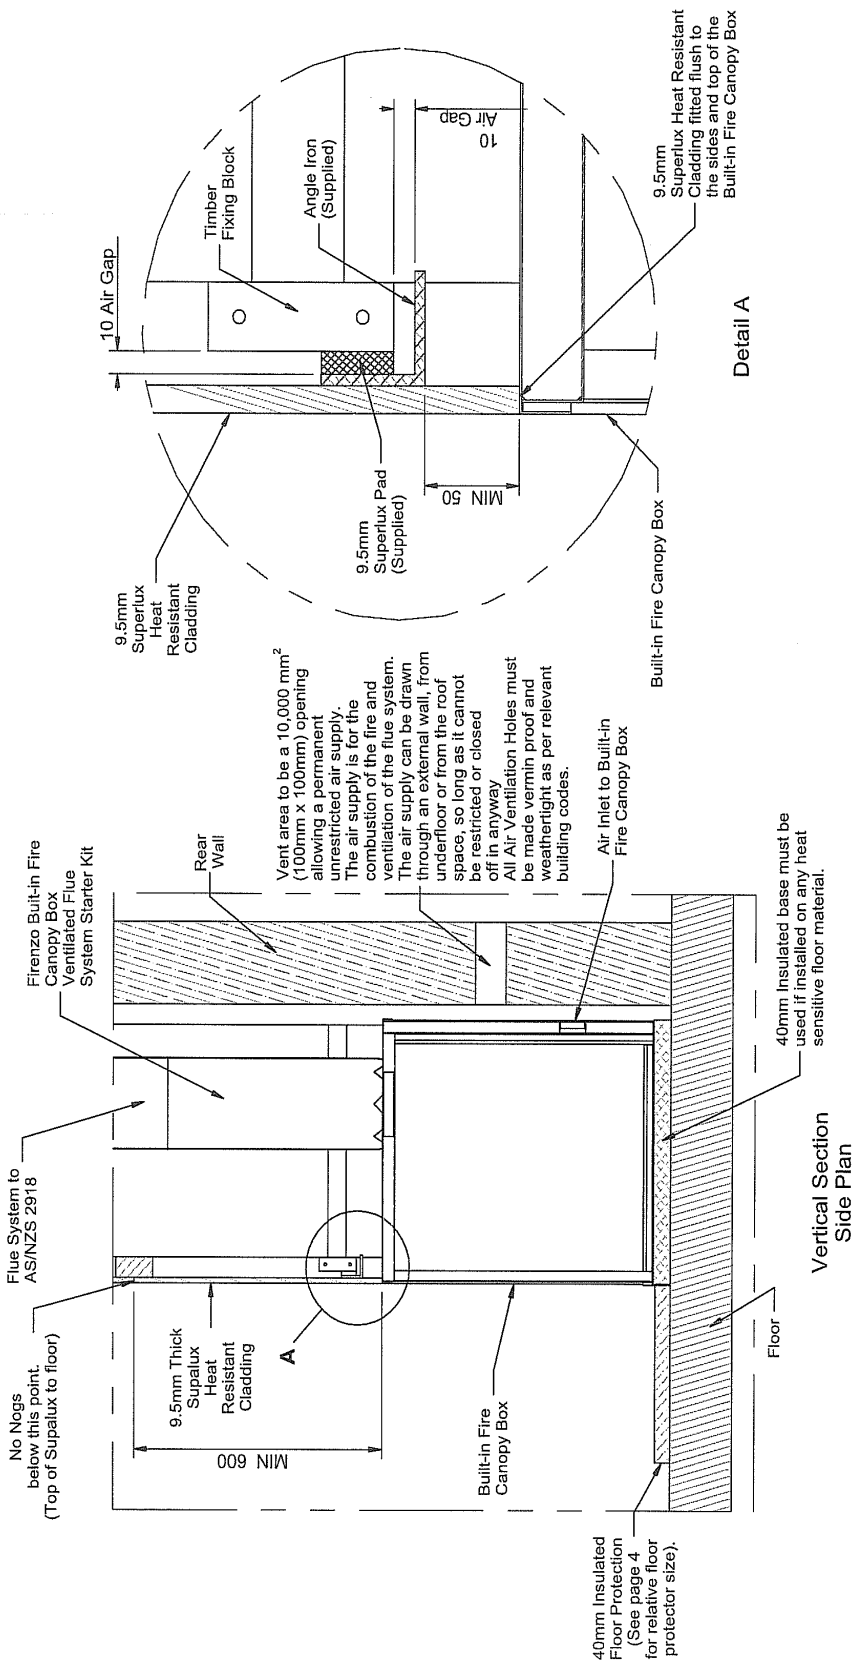 Flue System to
AS/NZS 2918
Firenzo Buit-in Fire
Canopy Box
Ventilated Flue
System Starter Kit
No Nogs
below this point.
(Top of Supalux to floor)
Rear
Wall
9.5mm Thick
Supalux
Heat
Resistant
Cladding
MIN 600
A
Vent area to be a 10,000 mm²
(100mm x 100mm) opening
allowing a permanent
unrestricted air supply.
The air supply is for the
combustion of the fire and
ventilation of the flue system.
The air supply can be drawn
through an external wall, from
underfloor or from the roof
space, so long as it cannot
be restricted or closed
off in anyway
All Air Ventilation Holes must
be made vermin proof and
weathertight as per relevant
building codes.
Built-in Fire
Canopy Box
Air Inlet to Built-in
Fire Canopy Box
40mm Insulated
Floor Protection
(See page 4
for relative floor
protector size).
Floor
40mm Insulated base must be
used if installed on any heat
sensitive floor material.
Vertical Section
Side Plan
10 Air Gap
9.5mm
Superlux
Heat
Resistant
Cladding
Timber
Fixing Block
Angle Iron
(Supplied)
9.5mm
Superlux Pad
(Supplied)
10
Air Gap
MIN 50
Built-in Fire Canopy Box
9.5mm
Superlux Heat Resistant
Cladding fitted flush to
the sides and top of the
Built-in Fire Canopy Box
Detail A